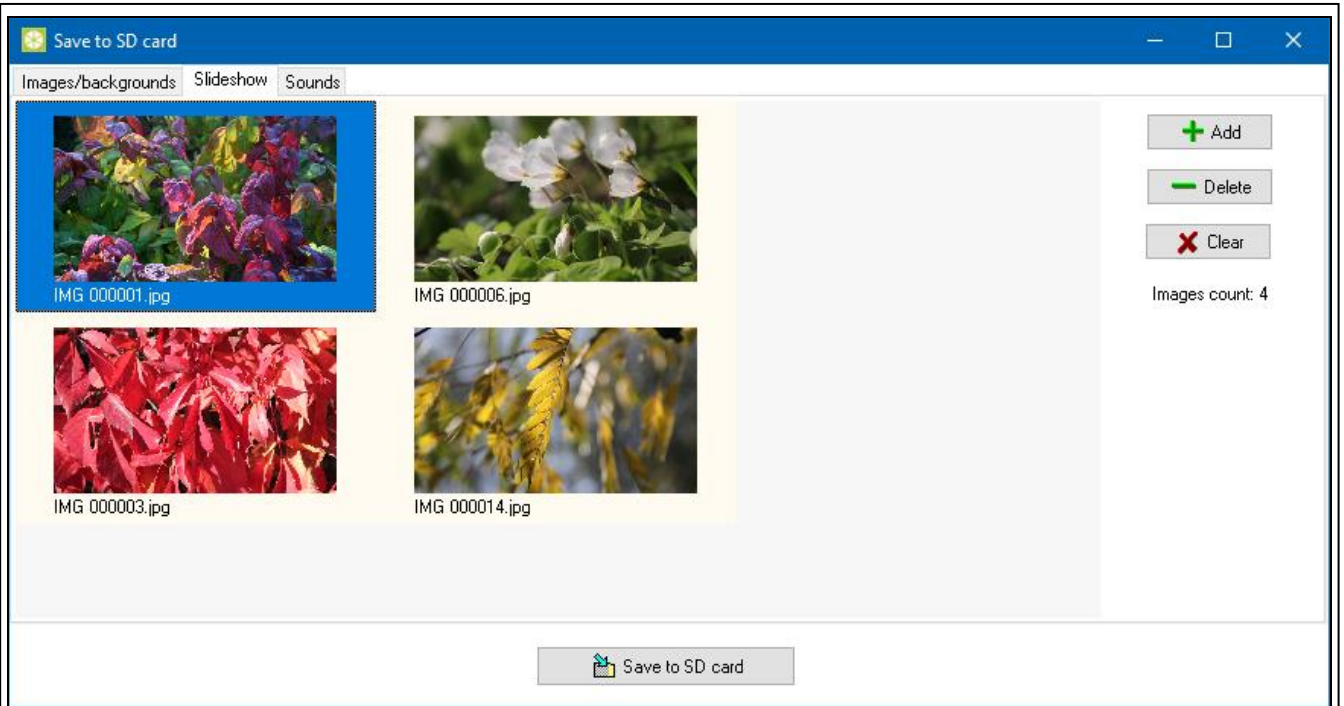 Save to SD card
Images/backgrounds Slideshow Sounds
IMG 000001.jpg
IMG 000006.jpg
IMG 000003.jpg
IMG 000014.jpg
Add
Delete
Clear
Images count: 4
Save to SD card